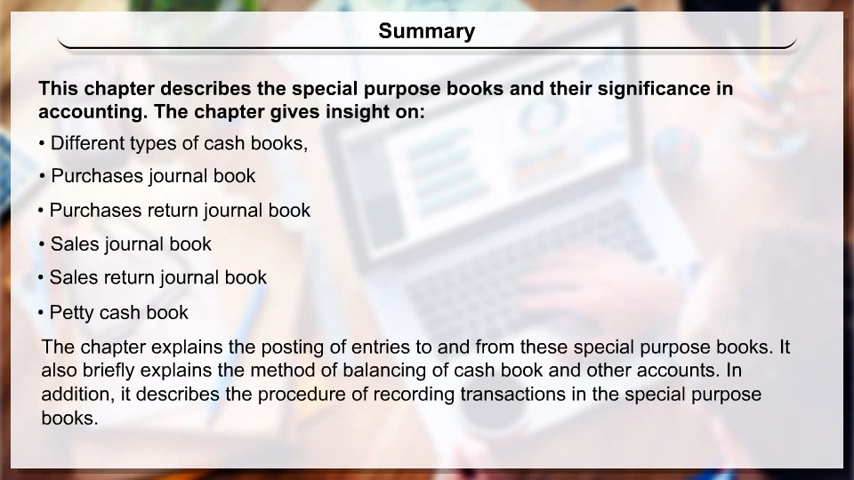 Summary
This chapter describes the special purpose books and their significance in
accounting. The chapter gives insight on:
• Different types of cash books,
• Purchases journal book
• Purchases return journal book
• Sales journal book
• Sales return journal book
• Petty cash book
The chapter explains the posting of entries to and from these special purpose books. It
also briefly explains the method of balancing of cash book and other accounts. In
addition, it describes the procedure of recording transactions in the special purpose
books.